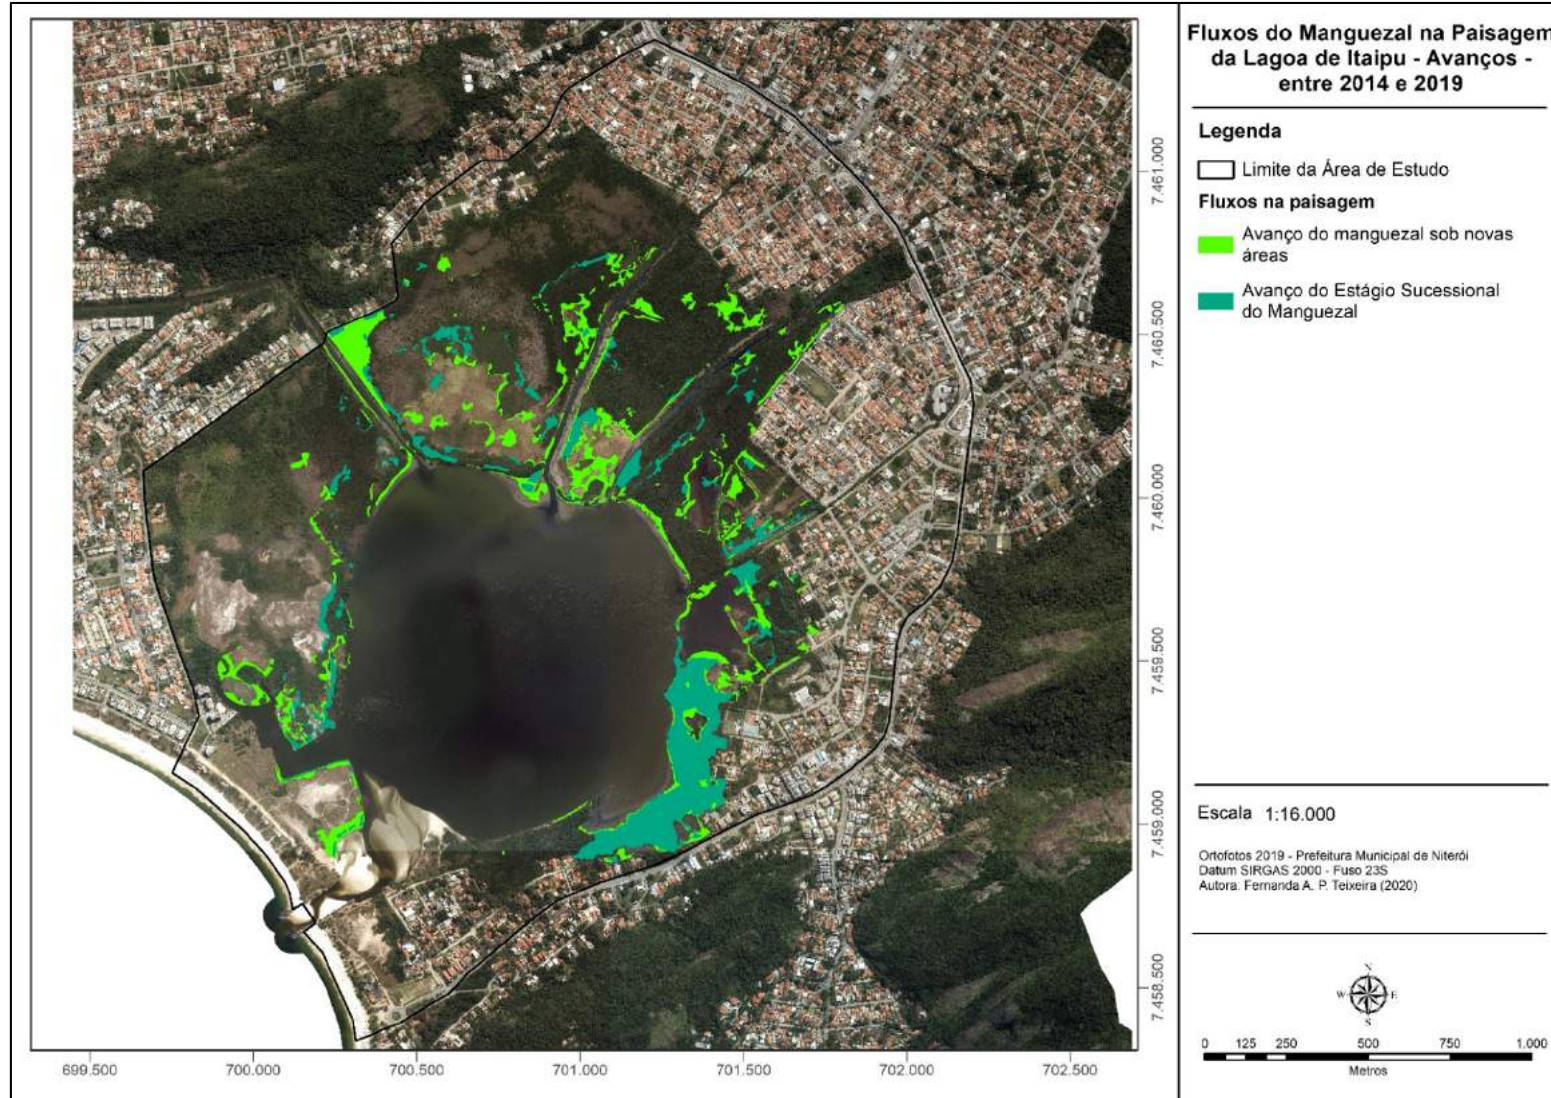 Fluxos do Manguezal na Paisagem
da Lagoa de Itaipu - Avanços -
entre 2014 e 2019
Legenda
Limite da Área de Estudo
Fluxos na paisagem
Avanço do manguezal sob novas
áreas
Avanço do Estágio Sucessional
do Manguezal
Escala 1:16.000
Ortofotos 2019 - Prefeitura Municipal de Niterói
Datum SIRGAS 2000 - Fuso 23S
Autora: Fernanda A. P. Teixeira (2020)
N
W E
S
0 125 250 500 750 1.000
Metros
7.461.000
7.460.500
7.460.000
7.459.500
7.459.000
7.458.500
699.500 700.000 700.500 701.000 701.500 702.000 702.500